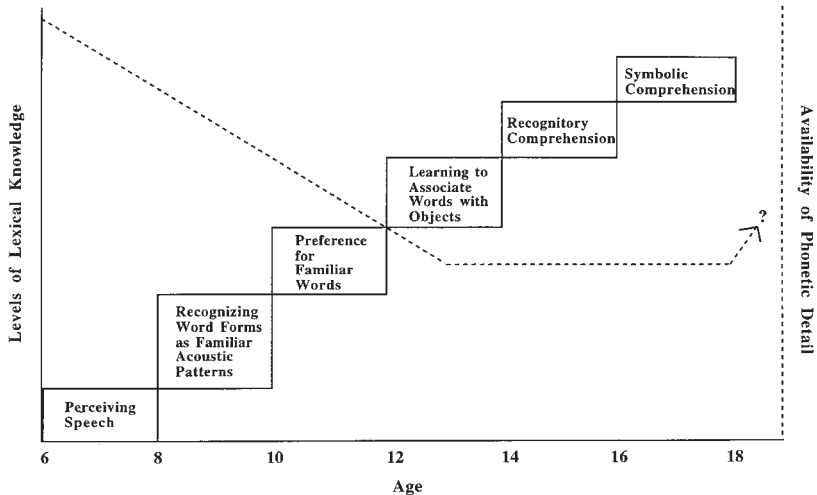 Symbolic
Comprehension
Recognitory
Comprehension
Learning to
Associate
Words with
Objects
?
Preference
for
Familiar
Words
Recognizing
Word Forms
as Familiar
Acoustic
Patterns
Perceiving
Speech
Levels of Lexical Knowledge
Availability of Phonetic Detail
6 8 10 12 14 16 18
Age